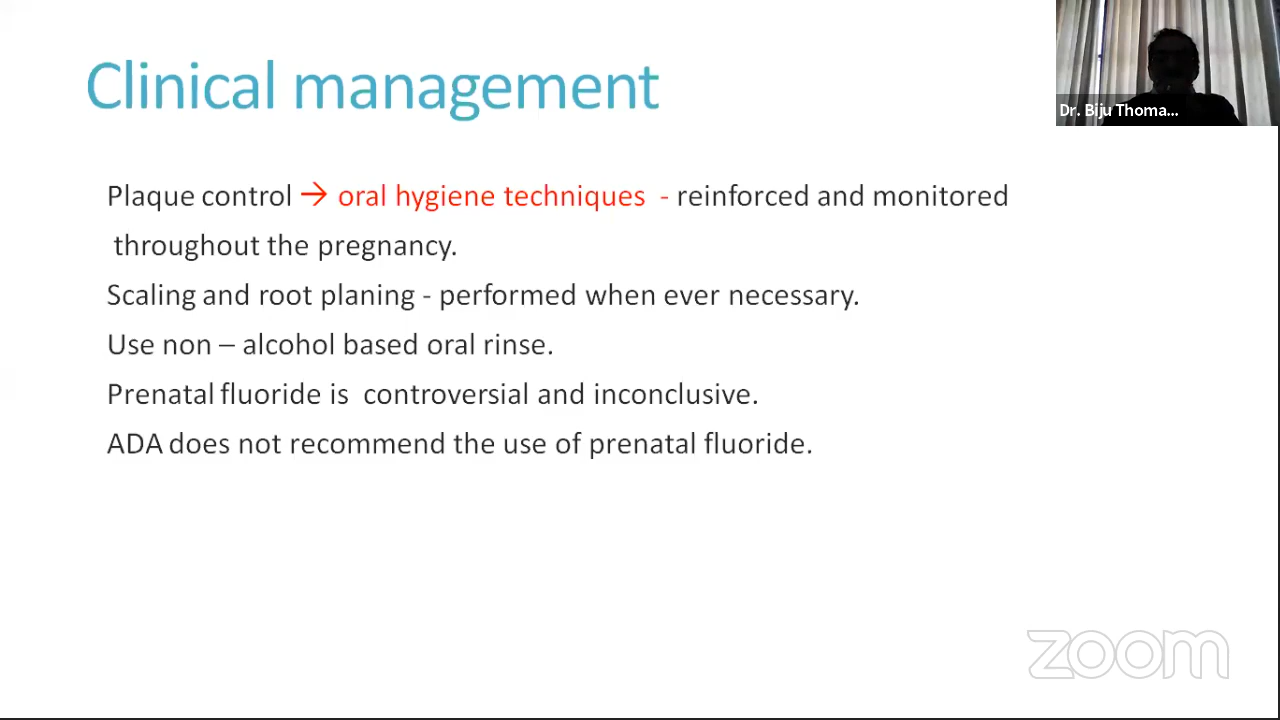 Clinical management
Dr. Biju Thoma...
Plaque control → oral hygiene techniques - reinforced and monitored
throughout the pregnancy.
Scaling and root planing - performed when ever necessary.
Use non – alcohol based oral rinse.
Prenatal fluoride is controversial and inconclusive.
ADA does not recommend the use of prenatal fluoride.
zoom